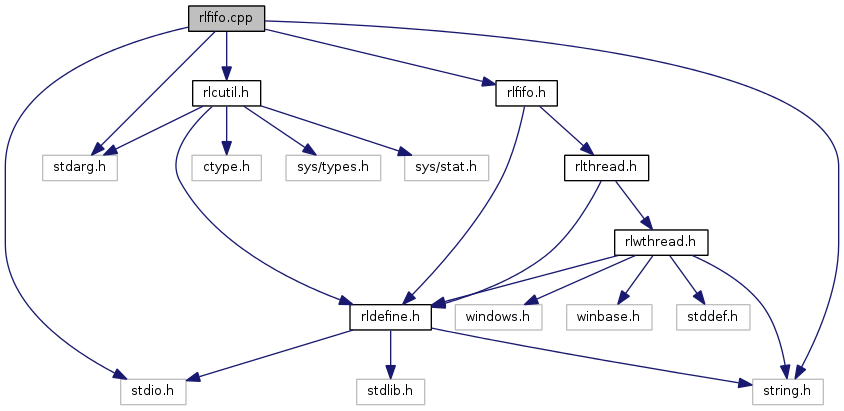 rlfifo.cpp
rlcutil.h
rlfifo.h
stdarg.h
ctype.h
sys/types.h
sys/stat.h
rlthread.h
rlwthread.h
rldefine.h
windows.h
winbase.h
stddef.h
stdio.h
stdlib.h
string.h